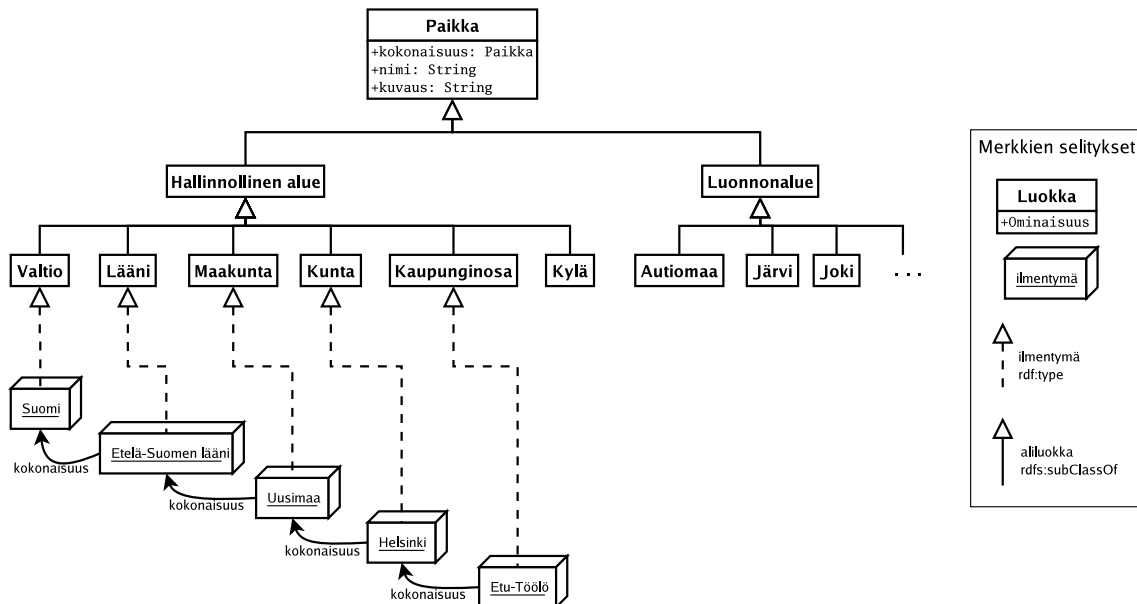 Paikka
+kokonaisuus: Paikka
+nimi: String
+kuvaus: String
Hallinnollinen alue
Luonnonalue
Valtio
Lääni
Maakunta
Kunta
Kaupunginosa
Kylä
Autiomaa
Järvi
Joki
...
Suomi
kokonaisuus
Etelä-Suomen lääni
kokonaisuus
Uusimaa
kokonaisuus
Helsinki
kokonaisuus
Etu-Töölö
Merkkien selitykset
Luokka
+Ominaisuus
ilmentymä
ilmentymä
rdf:type
aliluokka
rdfs:subClassOf